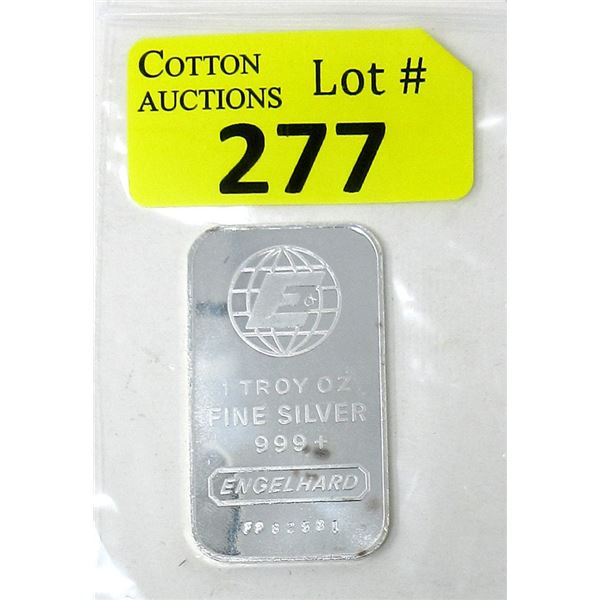 COTTON
AUCTIONS
Lot #
277
E
1 TROY OZ
FINE SILVER
999+
ENGELHARD